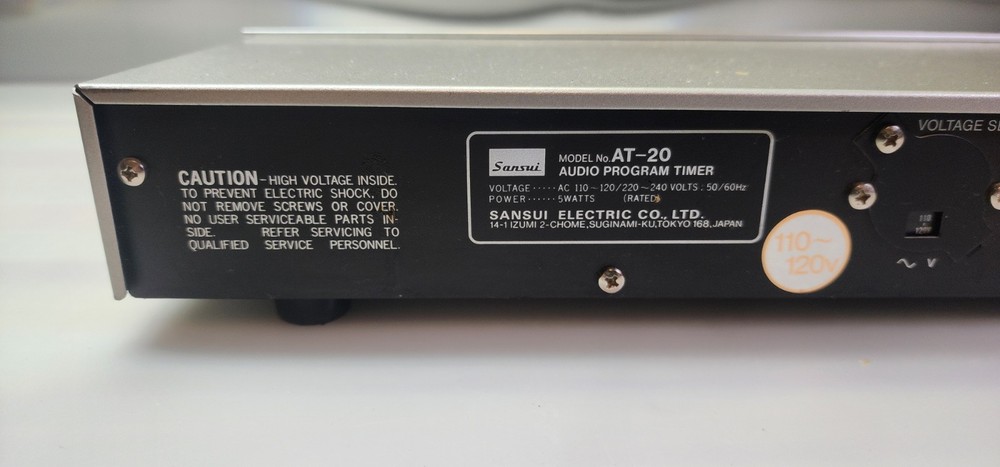 CAUTION-HIGH VOLTAGE INSIDE.
TO PREVENT ELECTRIC SHOCK, DO
NOT REMOVE SCREWS OR COVER.
NO USER SERVICEABLE PARTS IN-
SIDE. REFER SERVICING TO
QUALIFIED SERVICE PERSONNEL.
Sansui
MODEL No. AT-20
AUDIO PROGRAM TIMER
VOLTAGE ····· AC 110~120/220~240 VOLTS. 50/60Hz
POWER ······ 5WATTS (RATED)
SANSUI ELECTRIC CO., LTD.
14-1 IZUMI 2-CHOME, SUGINAMI-KU, TOKYO 168, JAPAN
110~
120v
VOLTAGE
110
120V
~ V